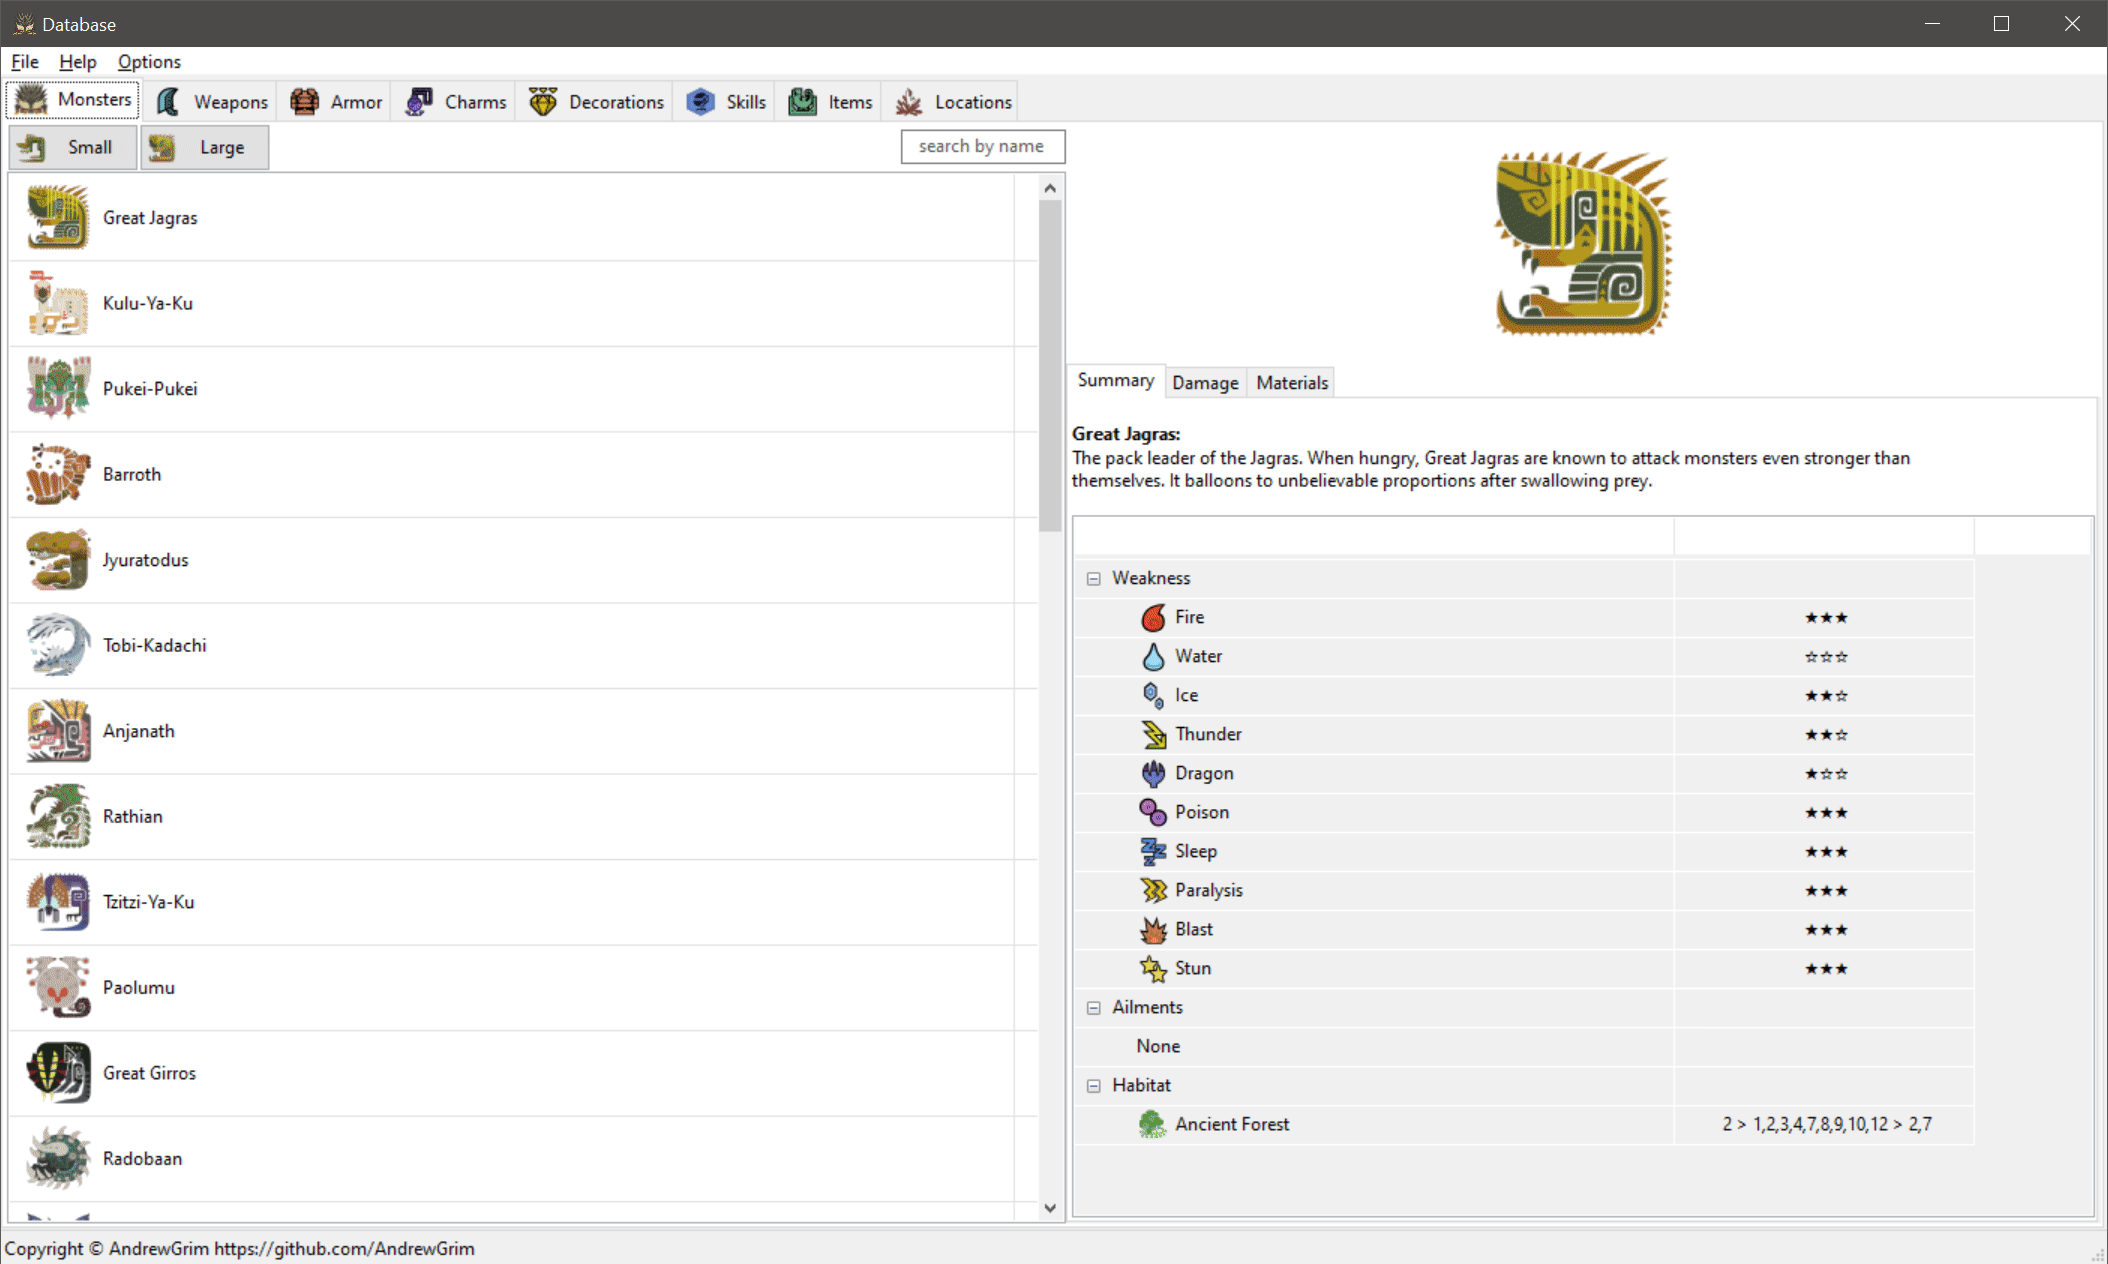 Database
File Help Options
Monsters Weapons Armor Charms Decorations Skills Items Locations
Small Large search by name
Great Jagras
Kulu-Ya-Ku
Pukei-Pukei
Barroth
Jyuratodus
Tobi-Kadachi
Anjanath
Rathian
Tzitzi-Ya-Ku
Paolumu
Great Girros
Radobaan
Summary Damage Materials
Great Jagras:
The pack leader of the Jagras. When hungry, Great Jagras are known to attack monsters even stronger than
themselves. It balloons to unbelievable proportions after swallowing prey.
Weakness
Fire ★★★
Water ☆☆☆
Ice ★★☆
Thunder ★★☆
Dragon ★☆☆
Poison ★★★
Sleep ★★★
Paralysis ★★★
Blast ★★★
Stun ★★★
Ailments
None
Habitat
Ancient Forest 2 > 1,2,3,4,7,8,9,10,12 > 2,7
Copyright © AndrewGrim https://github.com/AndrewGrim